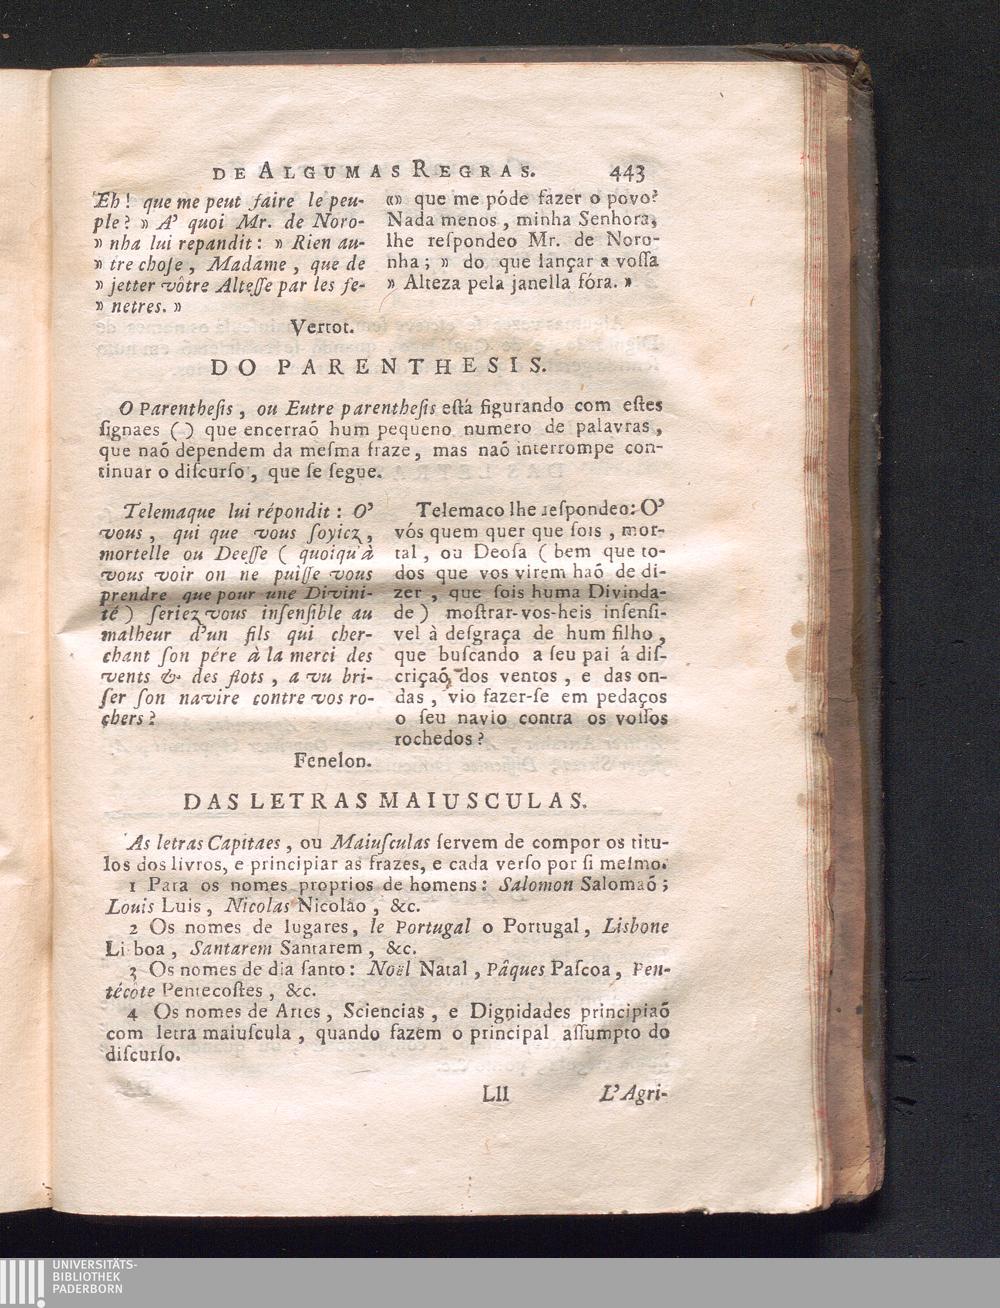 DE ALGUMAS REGRAS. 443
Eh! que me peut faire le peu-
ple? » A' quoi Mr. de Noro-
» nha lui repandit: » Rien au-
» tre choſe, Madame, que de
» jetter vôtre Alteſſe par les fe-
» netres. »
«» que me póde fazer o povo?
Nada menos, minha Senhora,
lhe reſpondeo Mr. de Noro-
nha; » do que lançar a voſſa
» Alteza pela janella fóra. »
Vertot.
DO PARENTHESIS.
O Parentheſis, ou Eutre parentheſis eſtá figurando com eſtes
ſignaes () que encerraõ hum pequeno numero de palavras,
que naõ dependem da meſma fraze, mas naõ interrompe con-
tinuar o diſcurſo, que ſe ſegue.
Telemaque lui répondit: O'
vous, qui que vous ſoyiez,
mortelle ou Deeſſe ( quoiqu'à
vous voir on ne puiſſe vous
prendre que pour une Divini-
té ) ſeriez vous inſenſible au
malheur d'un fils qui cher-
chant ſon pére à la merci des
vents & des flots, a vu bri-
ſer ſon navire contre vos ro-
chers?
Telemaco lhe reſpondeo: O'
vós quem quer que ſois, mor-
tal, ou Deoſa ( bem que to-
dos que vos virem haõ de di-
zer, que ſois huma Divinda-
de ) moſtrar-vos-heis inſenſi-
vel à deſgraça de hum filho,
que buſcando a ſeu pai á diſ-
criçaõ dos ventos, e das on-
das, vio fazer-ſe em pedaços
o ſeu navio contra os voſſos
rochedos?
Fenelon.
DAS LETRAS MAIUSCULAS.
As letras Capitaes, ou Maiuſculas ſervem de compor os titu-
los dos livros, e principiar as frazes, e cada verſo por ſi meſmo.
1 Para os nomes proprios de homens: Salomon Salomaõ;
Louis Luis, Nicolas Nicolâo, &c.
2 Os nomes de lugares, le Portugal o Portugal, Lisbone
Li boa, Santarem Santarem, &c.
3 Os nomes de dia ſanto: Noël Natal, Pâques Paſcoa, Pen-
técôte Pentecoſtes, &c.
4 Os nomes de Artes, Sciencias, e Dignidades principiaõ
com letra maiuſcula, quando fazem o principal aſſumpto do
diſcurſo.
Lll L'Agri-
UNIVERSITÄTS-
BIBLIOTHEK
PADERBORN